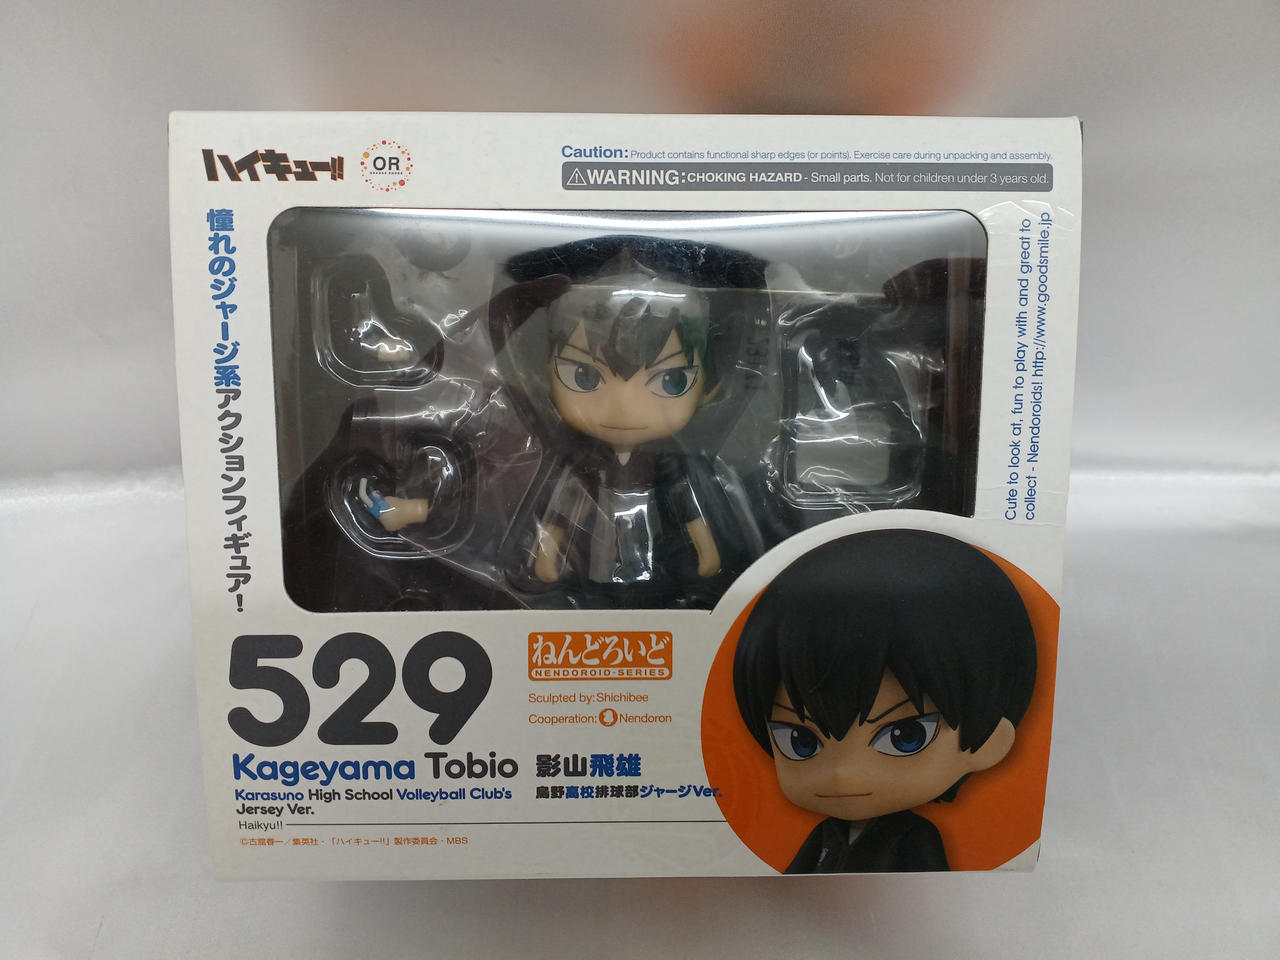 ハイキュー!!
OR
ORANGE ROUGE
Caution: Product contains functional sharp edges (or points). Exercise care during unpacking and assembly.
WARNING: CHOKING HAZARD - Small parts. Not for children under 3 years old.
憧れのジャージ系アクションフィギュア!
Cute to look at, fun to play with and great to
collect - Nendoroids! http://www.goodsmile.jp
529
ねんどろいど
NENDOROID-SERIES
Sculpted by: Shichibee
Cooperation: Nendoron
Kageyama Tobio 影山飛雄
Karasuno High School Volleyball Club's
Jersey Ver.
烏野高校排球部ジャージVer.
Haikyu!!
©古舘春一/集英社・「ハイキュー!!」製作委員会・MBS